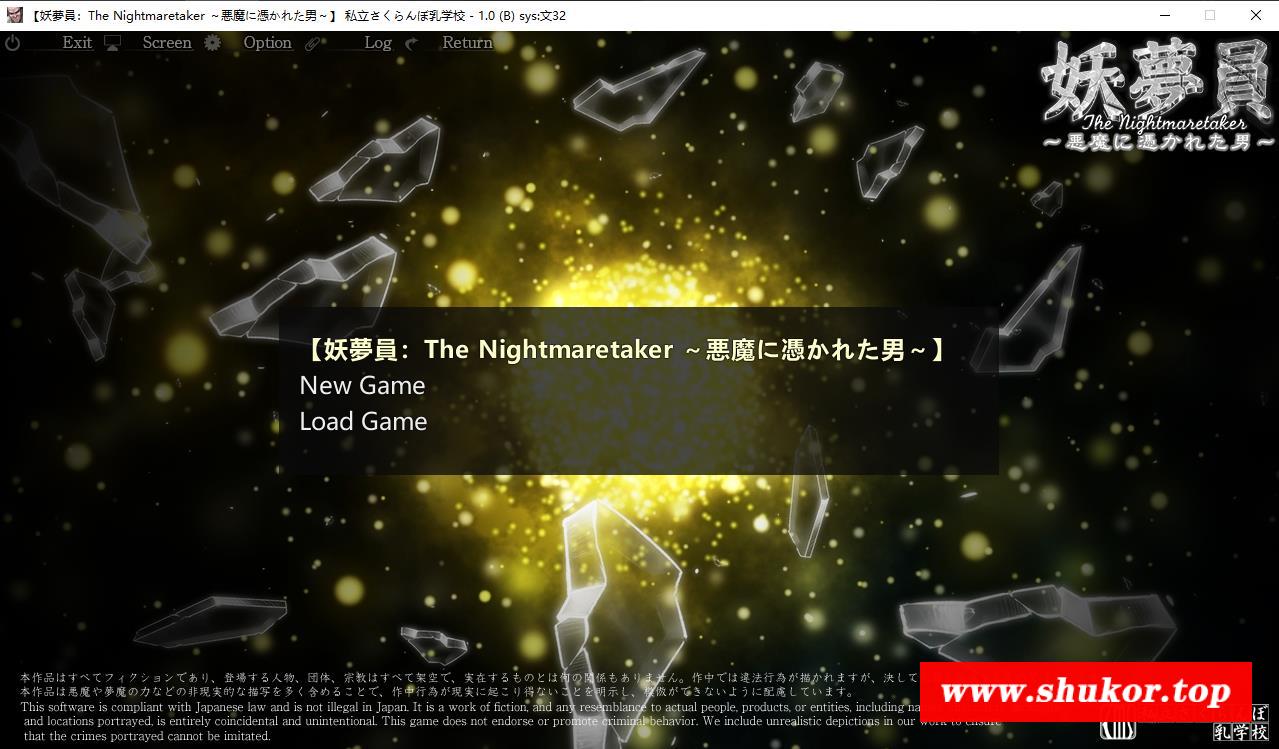 【妖夢員：The Nightmaretaker ～悪魔に憑かれた男～】 私立さくらんぼ乳学校 - 1.0 (B) sys:文32
Exit Screen Option Log Return
妖夢員
The Nightmaretaker
～悪魔に憑かれた男～
【妖夢員：The Nightmaretaker ～悪魔に憑かれた男～】
New Game
Load Game
本作品はすべてフィクションであり、登場する人物、団体、宗教はすべて架空で、実在するものとは何の関係もありません。作中では違法行為が描かれますが、決して
本作品は悪魔や夢魔の力などの非現実的な描写を多く含めることで、作中行為が現実に起こり得ないことを明示し、模倣ができないように配慮しています。
This software is compliant with Japanese law and is not illegal in Japan. It is a work of fiction, and any resemblance to actual people, products, or entities, including
and locations portrayed, is entirely coincidental and unintentional. This game does not endorse or promote criminal behavior. We include unrealistic depictions in our work to ensure
that the crimes portrayed cannot be imitated.
www.shukor.top
乳学校